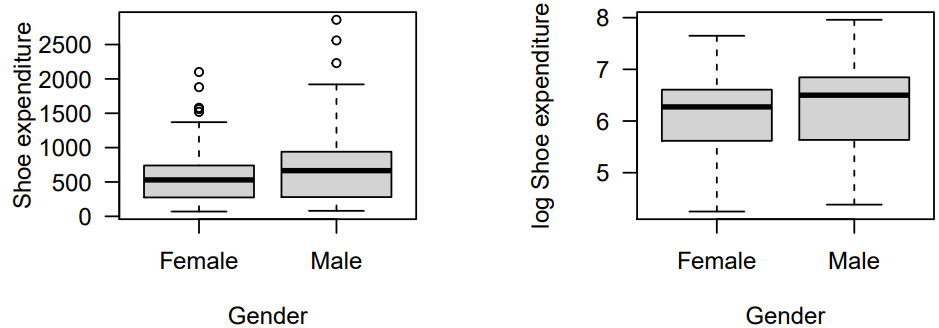 Shoe expenditure
2500
2000
1500
1000
500
0
Female Male
Gender
log Shoe expenditure
8
7
6
5
Female Male
Gender